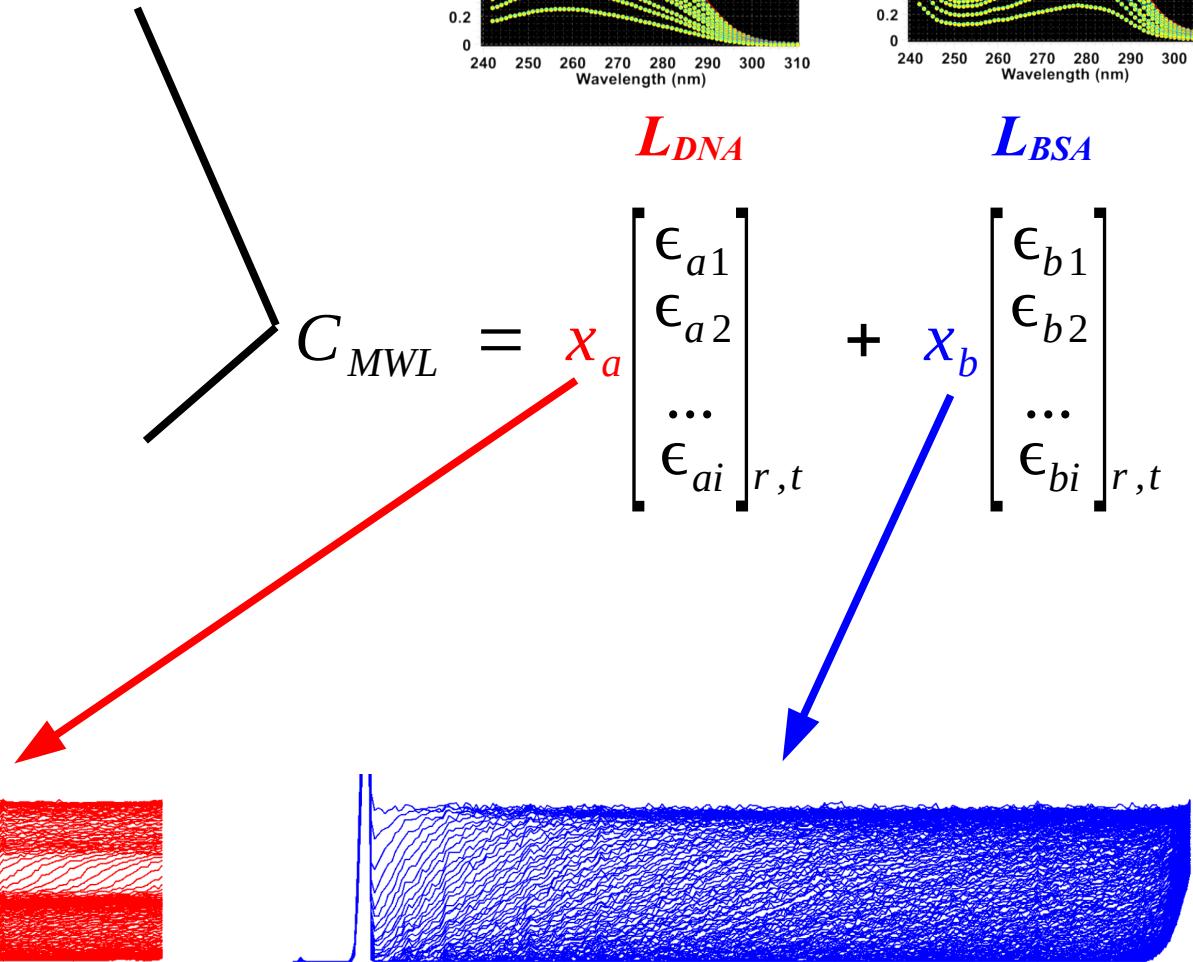 0.2
0
240 250 260 270 280 290 300 310
Wavelength (nm)
0.2
0
240 250 260 270 280 290 300
Wavelength (nm)
L_DNA
L_BSA
C_MWL = x_a [ϵ_a1 ϵ_a2 ... ϵ_ai]_r,t + x_b [ϵ_b1 ϵ_b2 ... ϵ_bi]_r,t